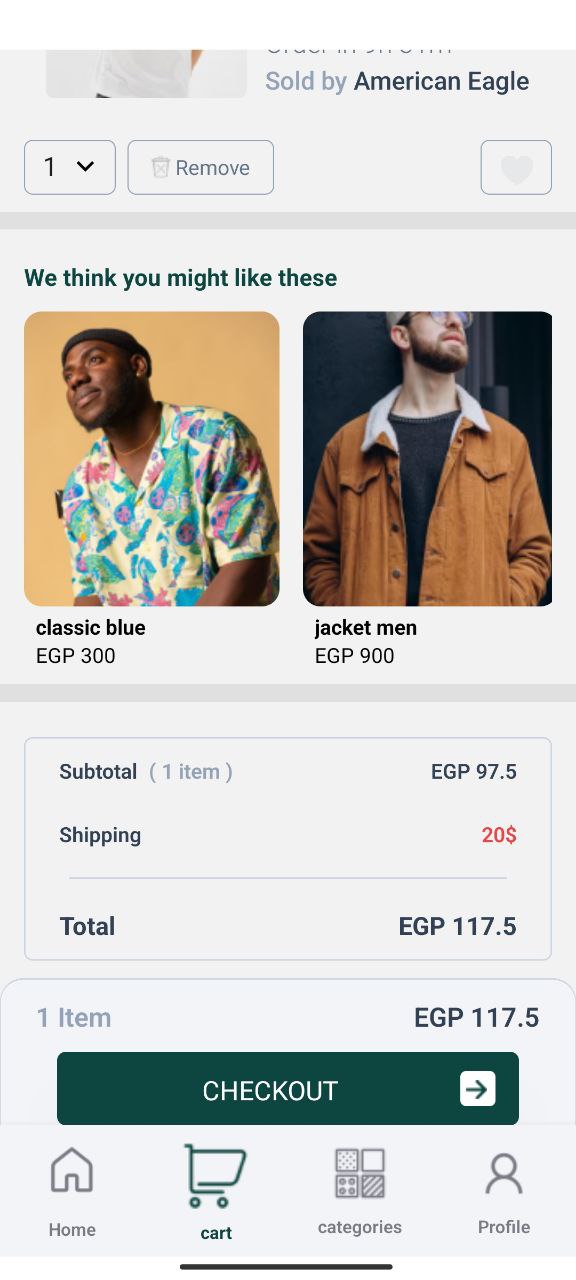 Sold by American Eagle
1
Remove
We think you might like these
classic blue
EGP 300
jacket men
EGP 900
Subtotal ( 1 item ) EGP 97.5
Shipping 20$
Total EGP 117.5
1 Item EGP 117.5
CHECKOUT
Home
cart
categories
Profile